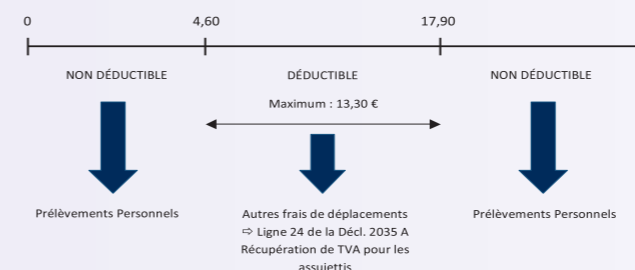 0 4,60 17,90
NON DÉDUCTIBLE DÉDUCTIBLE NON DÉDUCTIBLE
Maximum : 13,30 €
Prélèvements Personnels Autres frais de déplacements Prélèvements Personnels
⇨ Ligne 24 de la Décl. 2035 A
Récupération de TVA pour les
assujettis